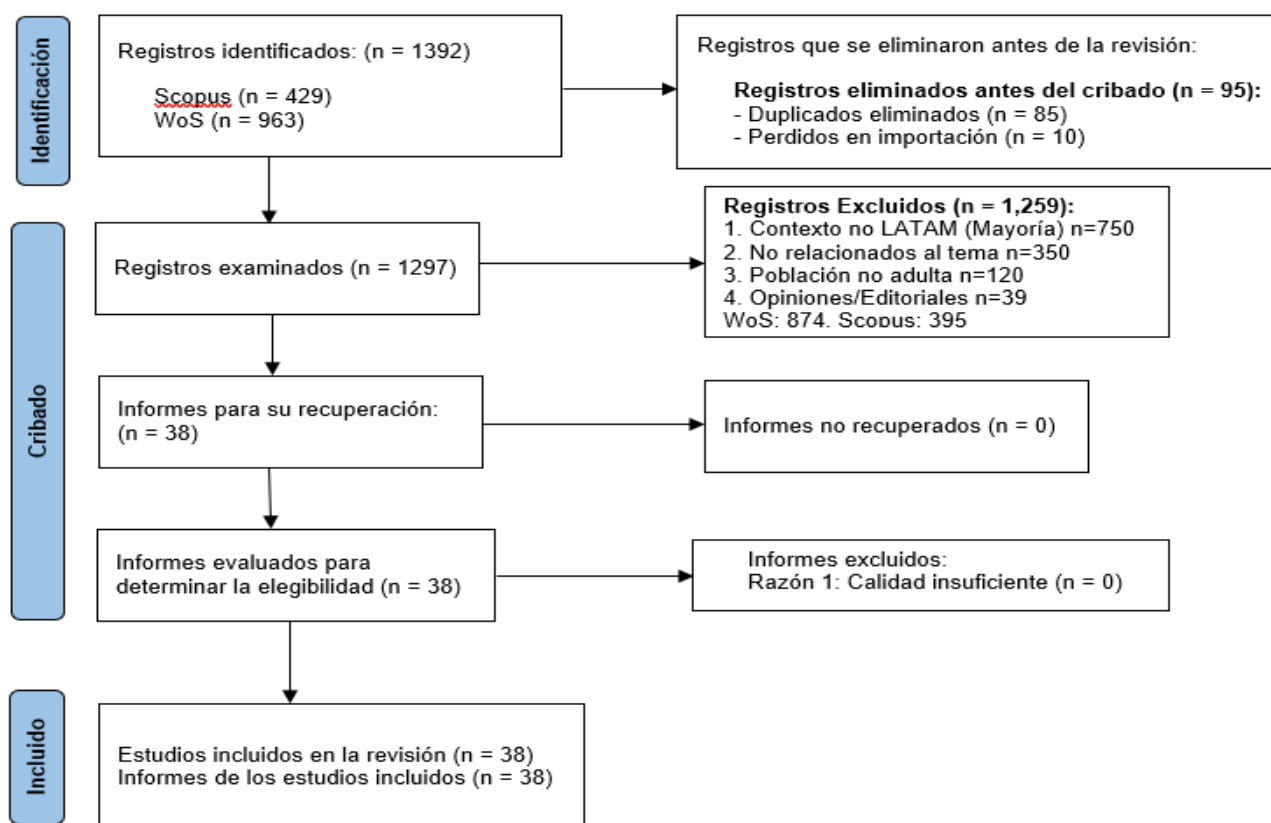 Identificación
Registros identificados: (n = 1392)
Scopus (n = 429)
WoS (n = 963)
Registros que se eliminaron antes de la revisión:
Registros eliminados antes del cribado (n = 95):
- Duplicados eliminados (n = 85)
- Perdidos en importación (n = 10)
Cribado
Registros examinados (n = 1297)
Registros Excluidos (n = 1,259):
1. Contexto no LATAM (Mayoría) n=750
2. No relacionados al tema n=350
3. Población no adulta n=120
4. Opiniones/Editoriales n=39
WoS: 874. Scopus: 395
Informes para su recuperación:
(n = 38)
Informes no recuperados (n = 0)
Informes evaluados para
determinar la elegibilidad (n = 38)
Informes excluidos:
Razón 1: Calidad insuficiente (n = 0)
Incluido
Estudios incluidos en la revisión (n = 38)
Informes de los estudios incluidos (n = 38)